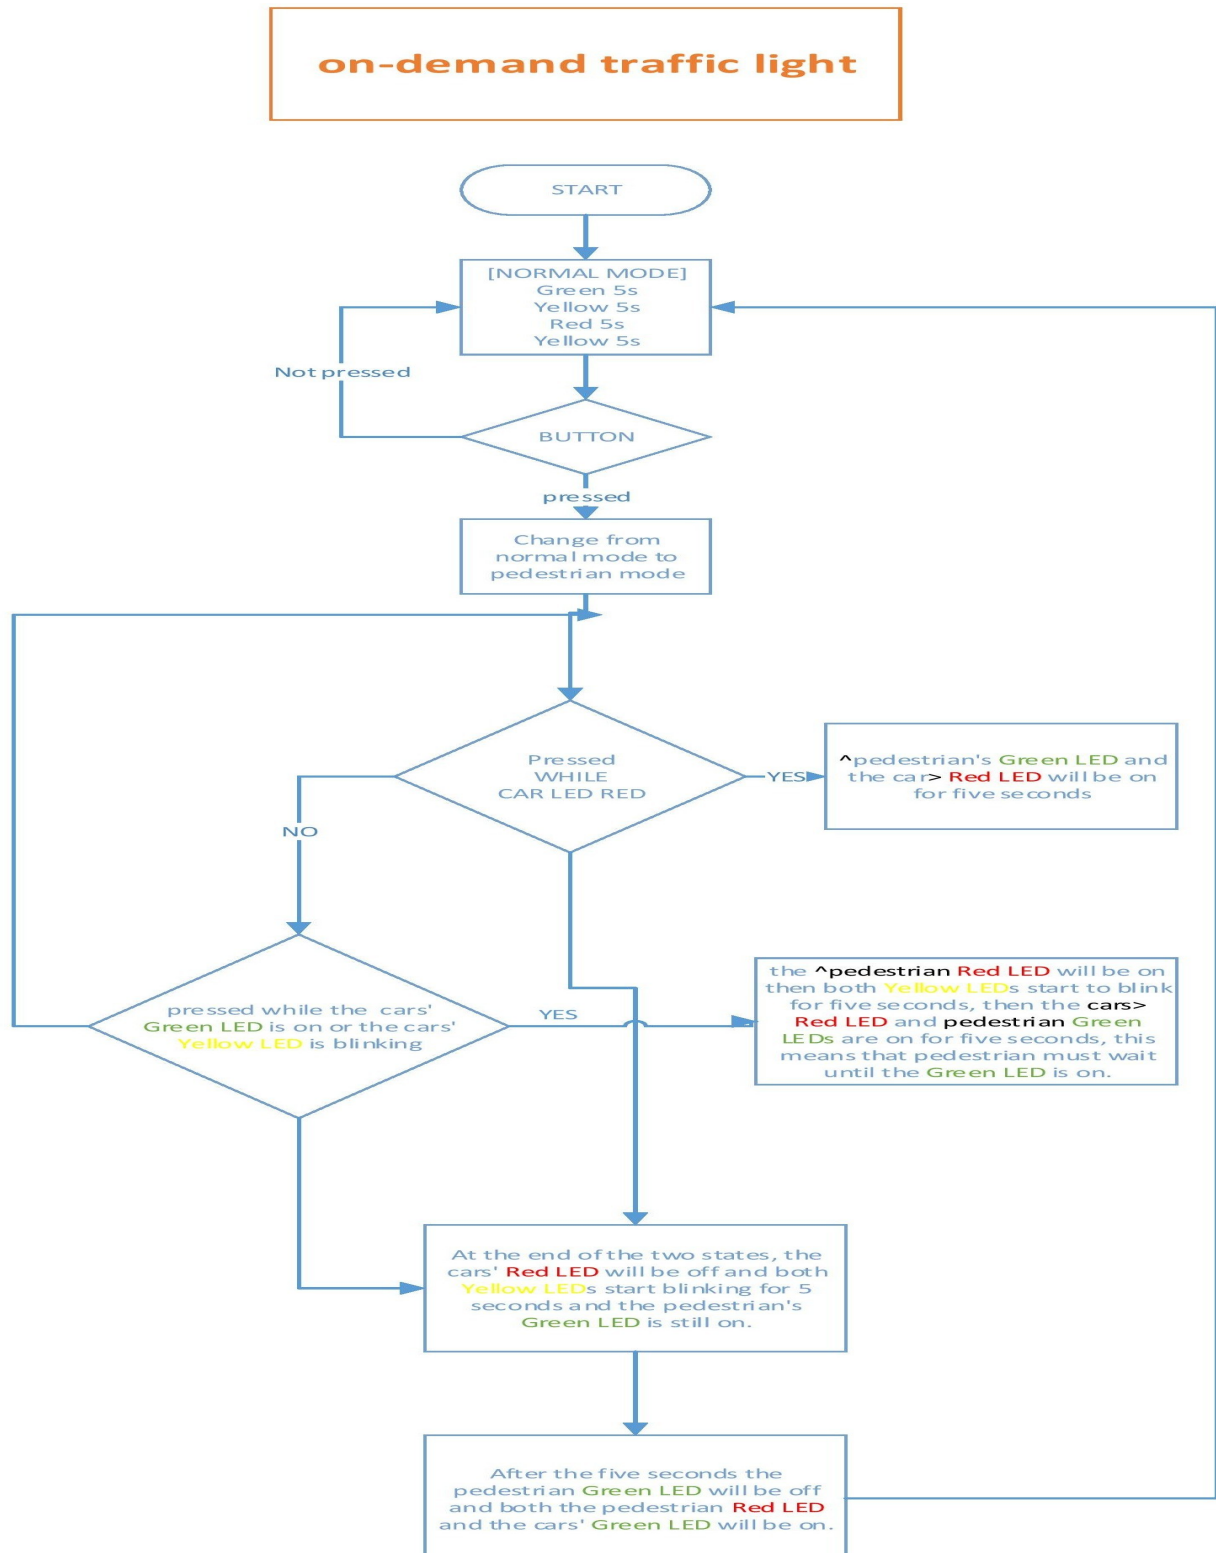 on-demand traffic light
START
[NORMAL MODE]
Green 5s
Yellow 5s
Red 5s
Yellow 5s
Not pressed
BUTTON
pressed
Change from
normal mode to
pedestrian mode
Pressed
WHILE
CAR LED RED
YES
^pedestrian's Green LED and
the car> Red LED will be on
for five seconds
NO
pressed while the cars'
Green LED is on or the cars'
Yellow LED is blinking
YES
the ^pedestrian Red LED will be on
then both Yellow LEDs start to blink
for five seconds, then the cars>
Red LED and pedestrian Green
LEDs are on for five seconds, this
means that pedestrian must wait
until the Green LED is on.
At the end of the two states, the
cars' Red LED will be off and both
Yellow LEDs start blinking for 5
seconds and the pedestrian's
Green LED is still on.
After the five seconds the
pedestrian Green LED will be off
and both the pedestrian Red LED
and the cars' Green LED will be on.